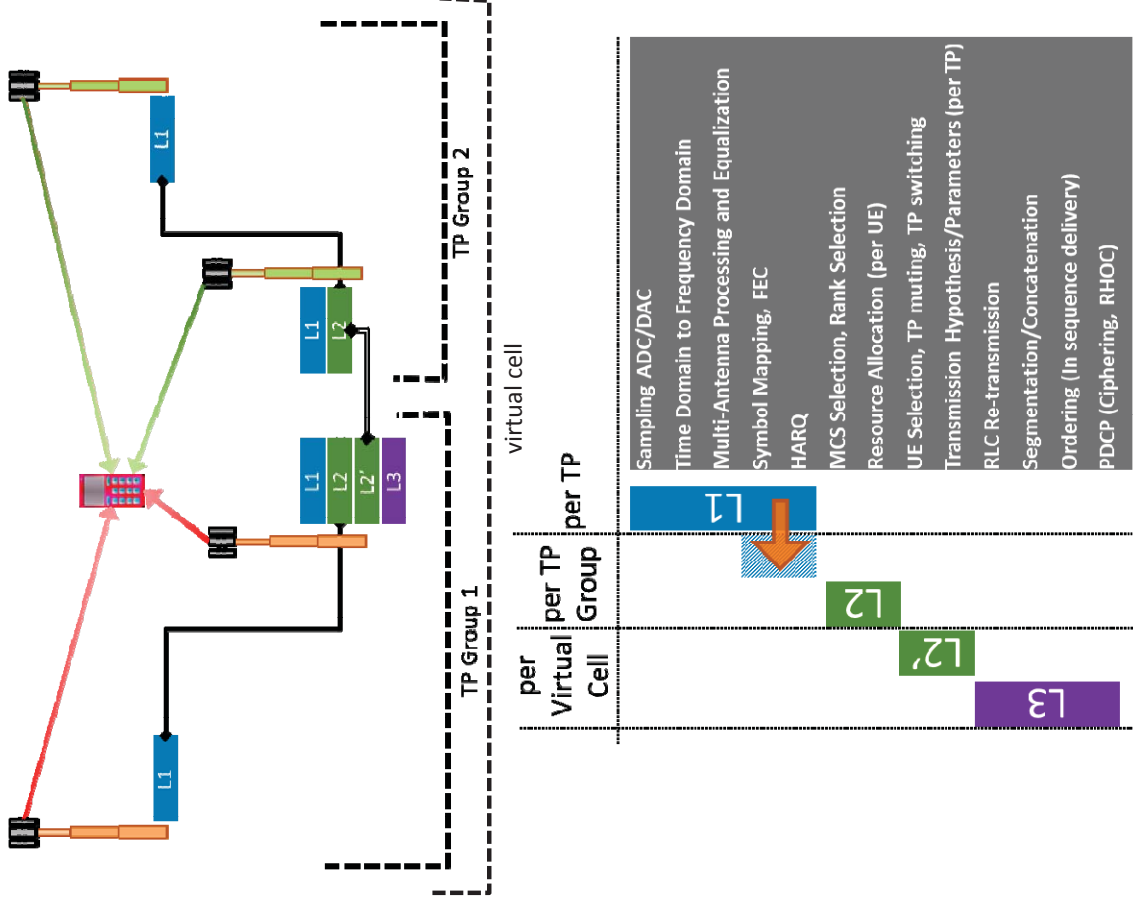 L1
L1
L2
L2'
L3
L1
L2
L1
TP Group 1
TP Group 2
virtual cell
per
Virtual
Cell
per TP
Group
per TP
L1
L2
L2'
L3
Sampling ADC/DAC
Time Domain to Frequency Domain
Multi-Antenna Processing and Equalization
Symbol Mapping, FEC
HARQ
MCS Selection, Rank Selection
Resource Allocation (per UE)
UE Selection, TP muting, TP switching
Transmission Hypothesis/Parameters (per TP)
RLC Re-transmission
Segmentation/Concatenation
Ordering (In sequence delivery)
PDCP (Ciphering, RHOC)